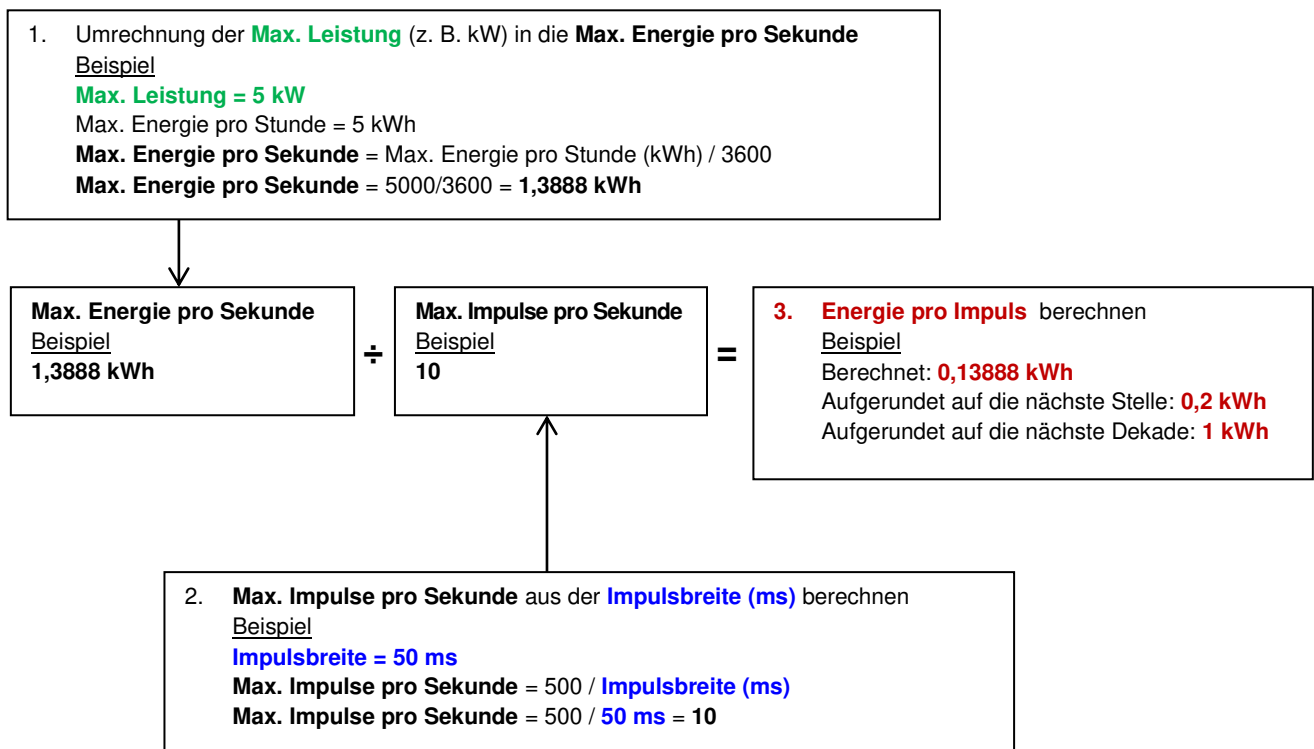 1. Umrechnung der Max. Leistung (z. B. kW) in die Max. Energie pro Sekunde
Beispiel
Max. Leistung = 5 kW
Max. Energie pro Stunde = 5 kWh
Max. Energie pro Sekunde = Max. Energie pro Stunde (kWh) / 3600
Max. Energie pro Sekunde = 5000/3600 = 1,3888 kWh
Max. Energie pro Sekunde
Beispiel
1,3888 kWh
÷
Max. Impulse pro Sekunde
Beispiel
10
=
3. Energie pro Impuls berechnen
Beispiel
Berechnet: 0,13888 kWh
Aufgerundet auf die nächste Stelle: 0,2 kWh
Aufgerundet auf die nächste Dekade: 1 kWh
2. Max. Impulse pro Sekunde aus der Impulsbreite (ms) berechnen
Beispiel
Impulsbreite = 50 ms
Max. Impulse pro Sekunde = 500 / Impulsbreite (ms)
Max. Impulse pro Sekunde = 500 / 50 ms = 10